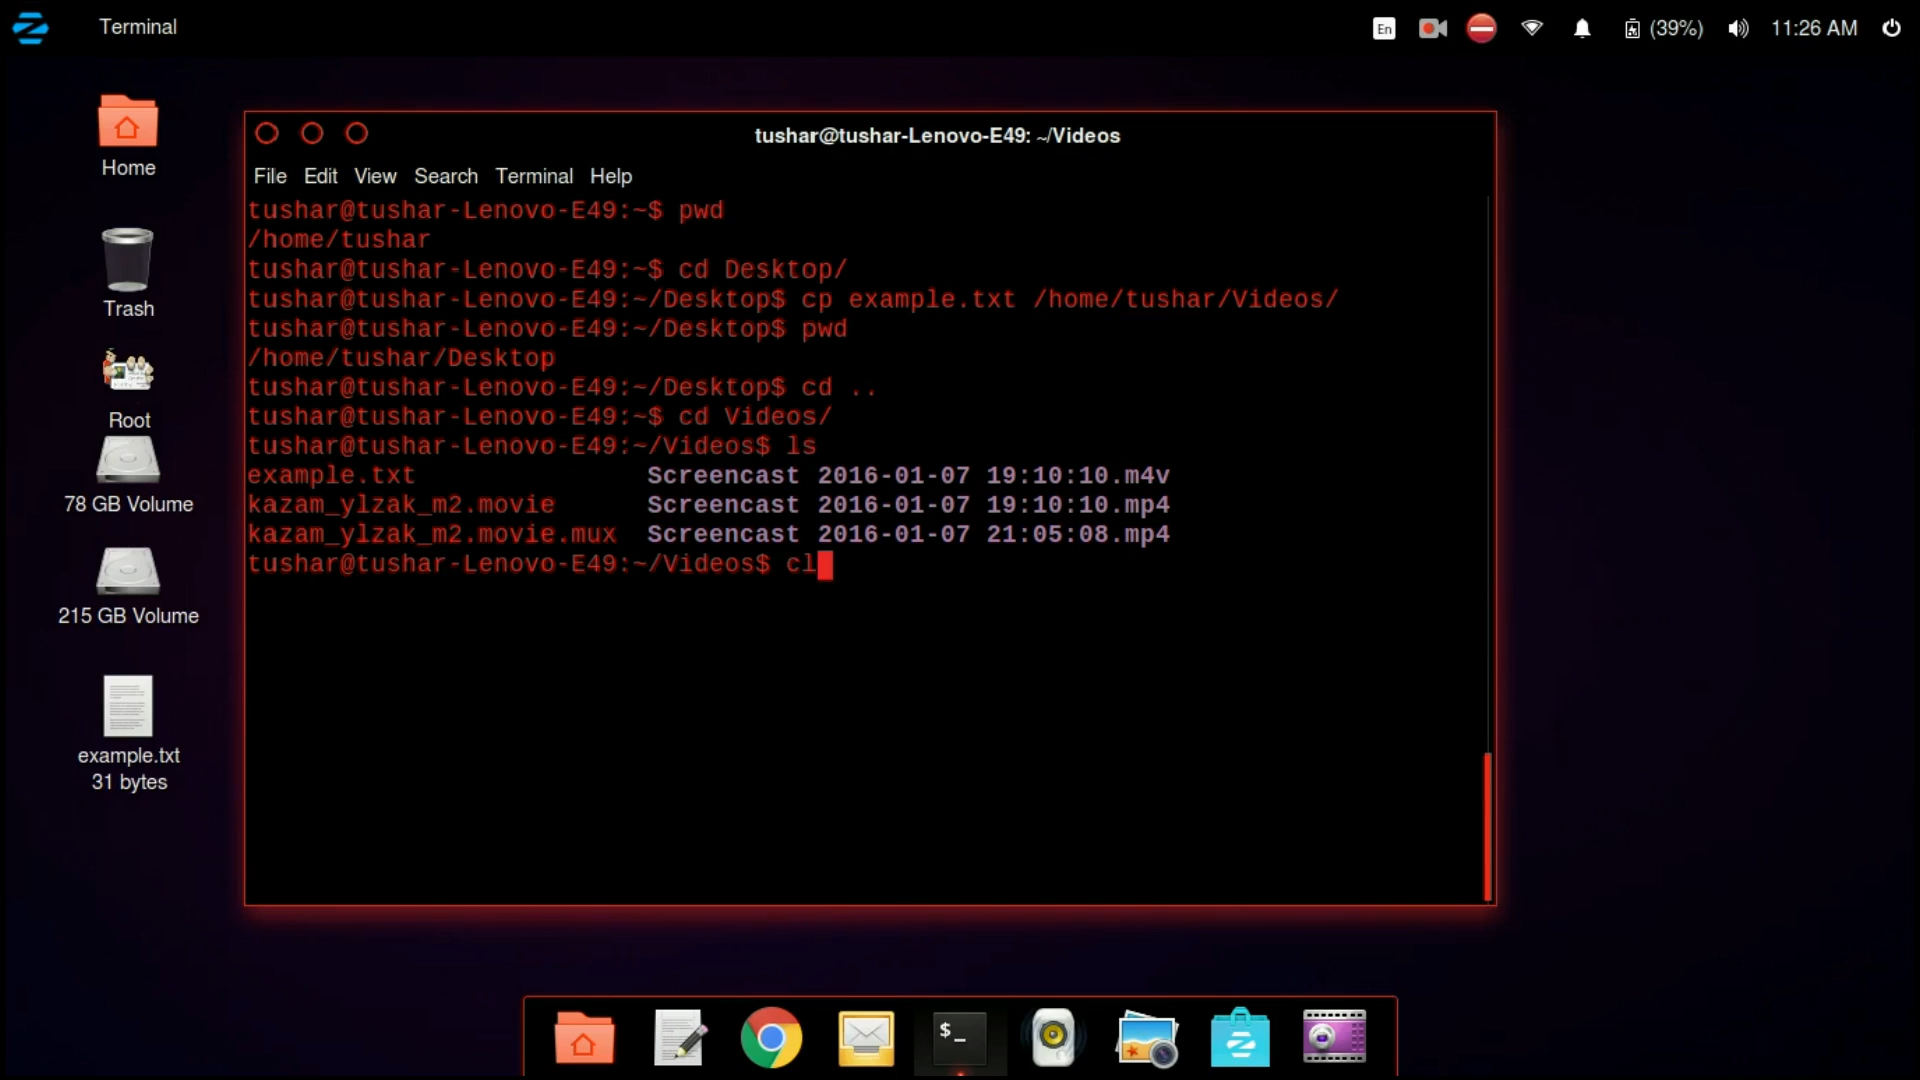 Terminal
En
(39%)
11:26 AM
Home
Trash
Root
78 GB Volume
215 GB Volume
example.txt
31 bytes
tushar@tushar-Lenovo-E49: ~/Videos
File Edit View Search Terminal Help
tushar@tushar-Lenovo-E49:~$ pwd
/home/tushar
tushar@tushar-Lenovo-E49:~$ cd Desktop/
tushar@tushar-Lenovo-E49:~/Desktop$ cp example.txt /home/tushar/Videos/
tushar@tushar-Lenovo-E49:~/Desktop$ pwd
/home/tushar/Desktop
tushar@tushar-Lenovo-E49:~/Desktop$ cd ..
tushar@tushar-Lenovo-E49:~$ cd Videos/
tushar@tushar-Lenovo-E49:~/Videos$ ls
example.txt Screencast 2016-01-07 19:10:10.m4v
kazam_ylzak_m2.movie Screencast 2016-01-07 19:10:10.mp4
kazam_ylzak_m2.movie.mux Screencast 2016-01-07 21:05:08.mp4
tushar@tushar-Lenovo-E49:~/Videos$ cl
$_